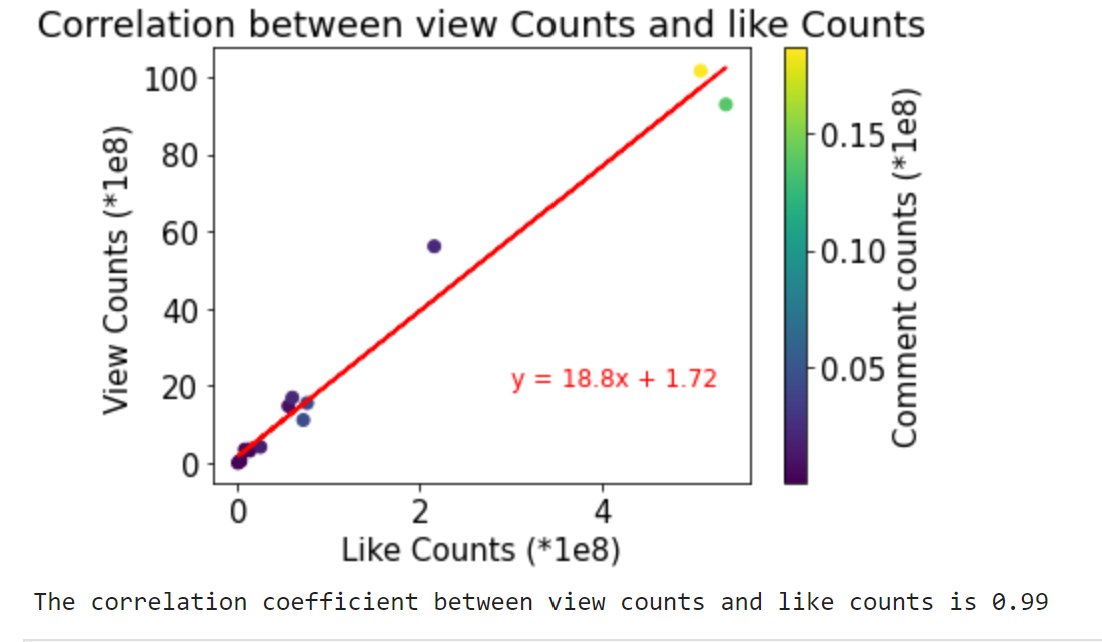 Correlation between view Counts and like Counts
View Counts (*1e8)
100
80
60
40
20
0
y = 18.8x + 1.72
0 2 4
Like Counts (*1e8)
0.15
0.10
0.05
Comment counts (*1e8)
The correlation coefficient between view counts and like counts is 0.99